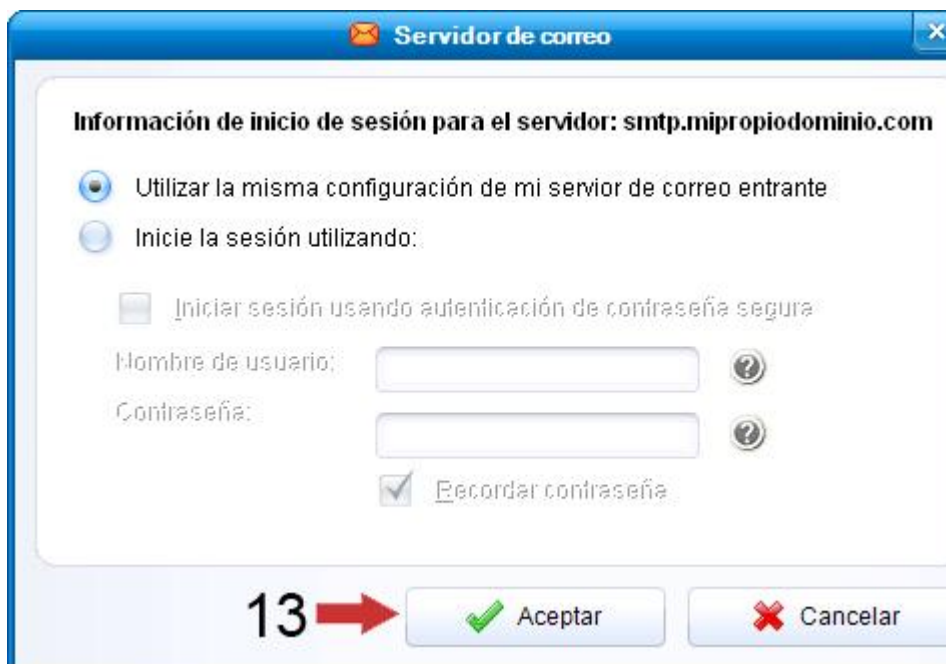 Servidor de correo
Información de inicio de sesión para el servidor: smtp.mipropiodominio.com
Utilizar la misma configuración de mi servior de correo entrante
Inicie la sesión utilizando:
Iniciar sesión usando autenticación de contraseña segura
Nombre de usuario:
Contraseña:
Recordar contraseña
13 Aceptar Cancelar